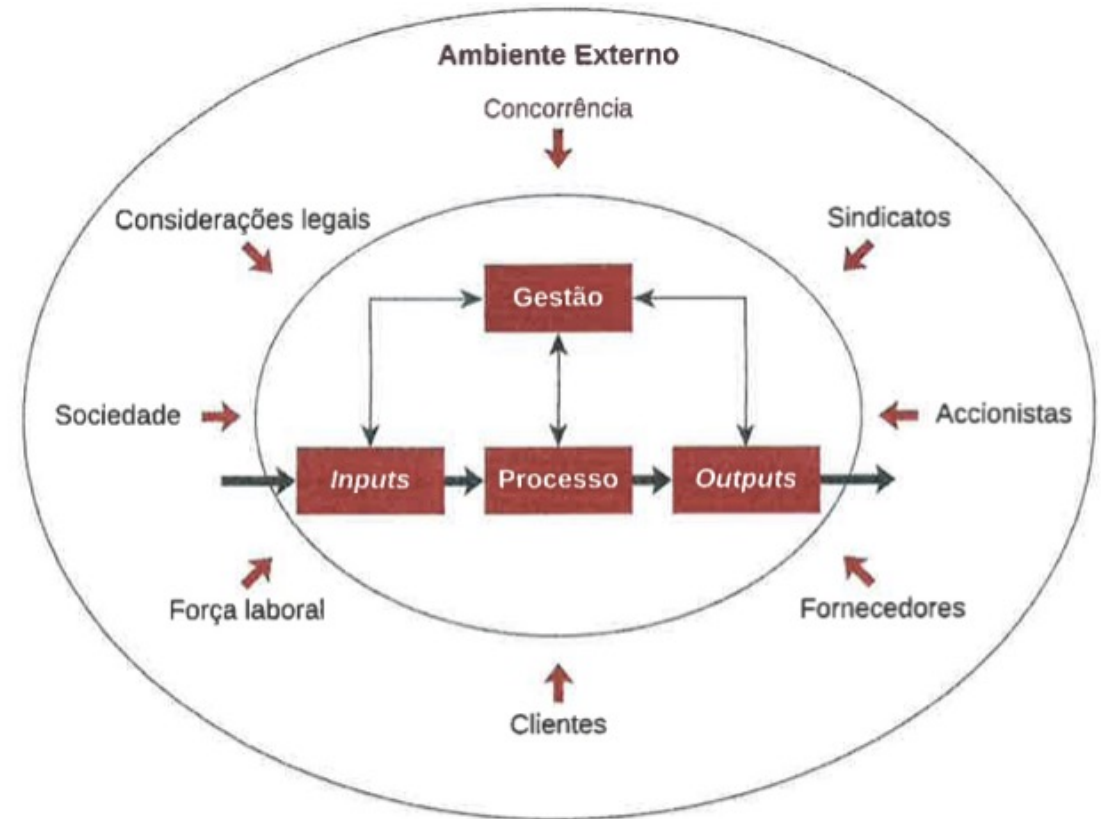 Ambiente Externo
Concorrência
Considerações legais
Sindicatos
Gestão
Sociedade
Accionistas
Inputs
Processo
Outputs
Força laboral
Fornecedores
Clientes